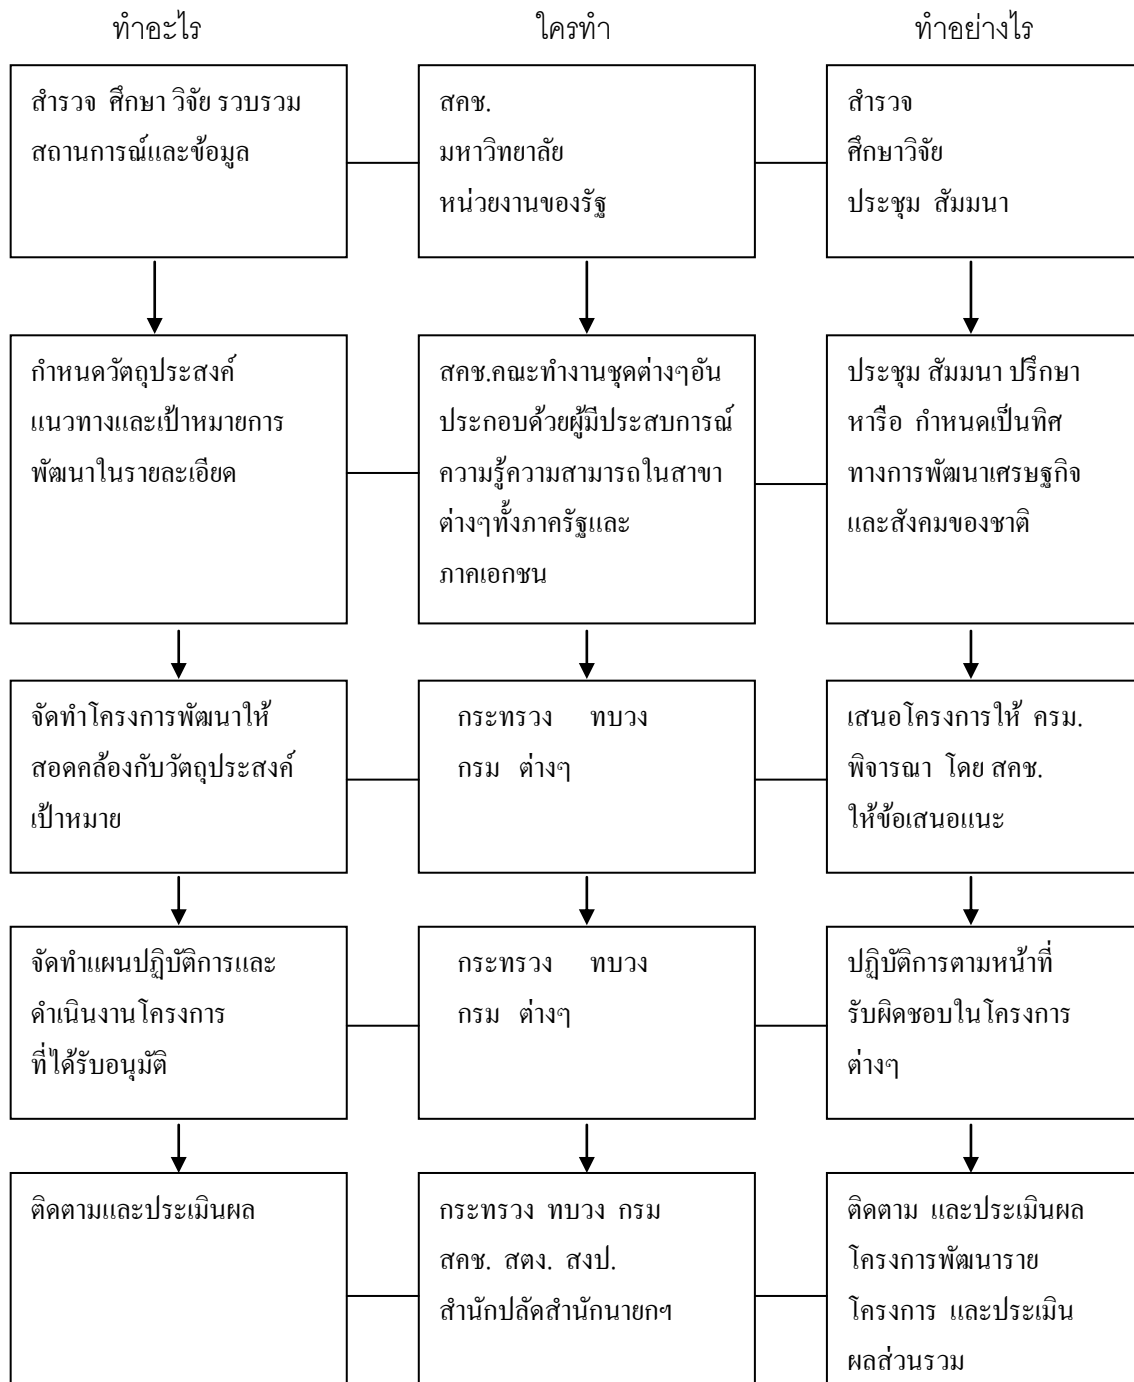 ทำอะไร
ใครทำ
ทำอย่างไร
สำรวจ ศึกษา วิจัย รวบรวม
สถานการณ์และข้อมูล
สคช.
มหาวิทยาลัย
หน่วยงานของรัฐ
สำรวจ
ศึกษาวิจัย
ประชุม สัมมนา
กำหนดวัตถุประสงค์
แนวทางและเป้าหมายการ
พัฒนาในรายละเอียด
สคช.คณะทำงานชุดต่างๆอัน
ประกอบด้วยผู้มีประสบการณ์
ความรู้ความสามารถในสาขา
ต่างๆทั้งภาครัฐและ
ภาคเอกชน
ประชุม สัมมนา ปรึกษา
หารือ กำหนดเป็นทิศ
ทางการพัฒนาเศรษฐกิจ
และสังคมของชาติ
จัดทำโครงการพัฒนาให้
สอดคล้องกับวัตถุประสงค์
เป้าหมาย
กระทรวง ทบวง
กรม ต่างๆ
เสนอโครงการให้ ครม.
พิจารณา โดย สคช.
ให้ข้อเสนอแนะ
จัดทำแผนปฏิบัติการและ
ดำเนินงานโครงการ
ที่ได้รับอนุมัติ
กระทรวง ทบวง
กรม ต่างๆ
ปฏิบัติการตามหน้าที่
รับผิดชอบในโครงการ
ต่างๆ
ติดตามและประเมินผล
กระทรวง ทบวง กรม
สคช. สตง. สงป.
สำนักปลัดสำนักนายกฯ
ติดตาม และประเมินผล
โครงการพัฒนาราย
โครงการ และประเมิน
ผลส่วนรวม